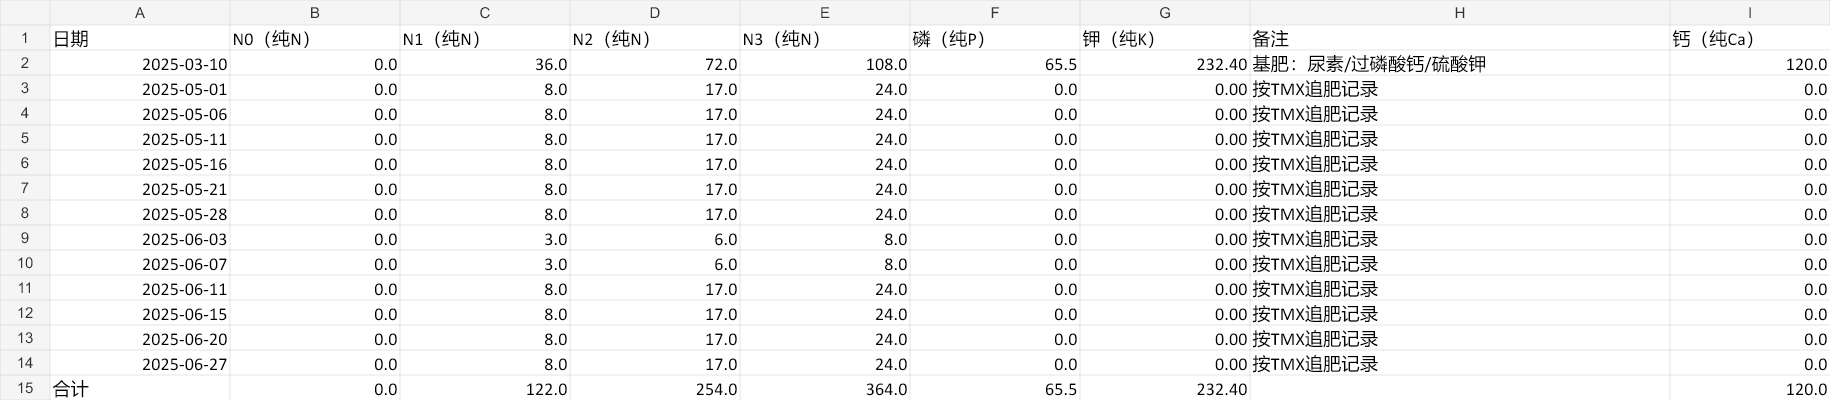 A B C D E F G H I
1 日期 N0（纯N） N1（纯N） N2（纯N） N3（纯N） 磷（纯P） 钾（纯K） 备注 钙（纯Ca）
2 2025-03-10 0.0 36.0 72.0 108.0 65.5 232.40 基肥：尿素/过磷酸钙/硫酸钾 120.0
3 2025-05-01 0.0 8.0 17.0 24.0 0.0 0.00 按TMX追肥记录 0.0
4 2025-05-06 0.0 8.0 17.0 24.0 0.0 0.00 按TMX追肥记录 0.0
5 2025-05-11 0.0 8.0 17.0 24.0 0.0 0.00 按TMX追肥记录 0.0
6 2025-05-16 0.0 8.0 17.0 24.0 0.0 0.00 按TMX追肥记录 0.0
7 2025-05-21 0.0 8.0 17.0 24.0 0.0 0.00 按TMX追肥记录 0.0
8 2025-05-28 0.0 8.0 17.0 24.0 0.0 0.00 按TMX追肥记录 0.0
9 2025-06-03 0.0 3.0 6.0 8.0 0.0 0.00 按TMX追肥记录 0.0
10 2025-06-07 0.0 3.0 6.0 8.0 0.0 0.00 按TMX追肥记录 0.0
11 2025-06-11 0.0 8.0 17.0 24.0 0.0 0.00 按TMX追肥记录 0.0
12 2025-06-15 0.0 8.0 17.0 24.0 0.0 0.00 按TMX追肥记录 0.0
13 2025-06-20 0.0 8.0 17.0 24.0 0.0 0.00 按TMX追肥记录 0.0
14 2025-06-27 0.0 8.0 17.0 24.0 0.0 0.00 按TMX追肥记录 0.0
15 合计 0.0 122.0 254.0 364.0 65.5 232.40 120.0